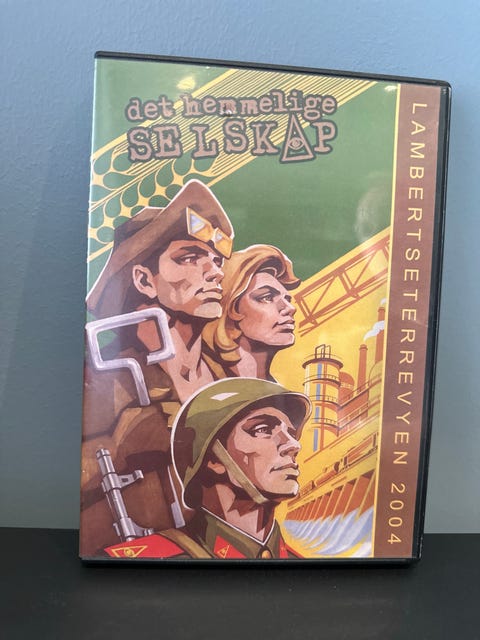 det hemmelige
SELSKAP
LAMBERTSETERREVYEN 2004